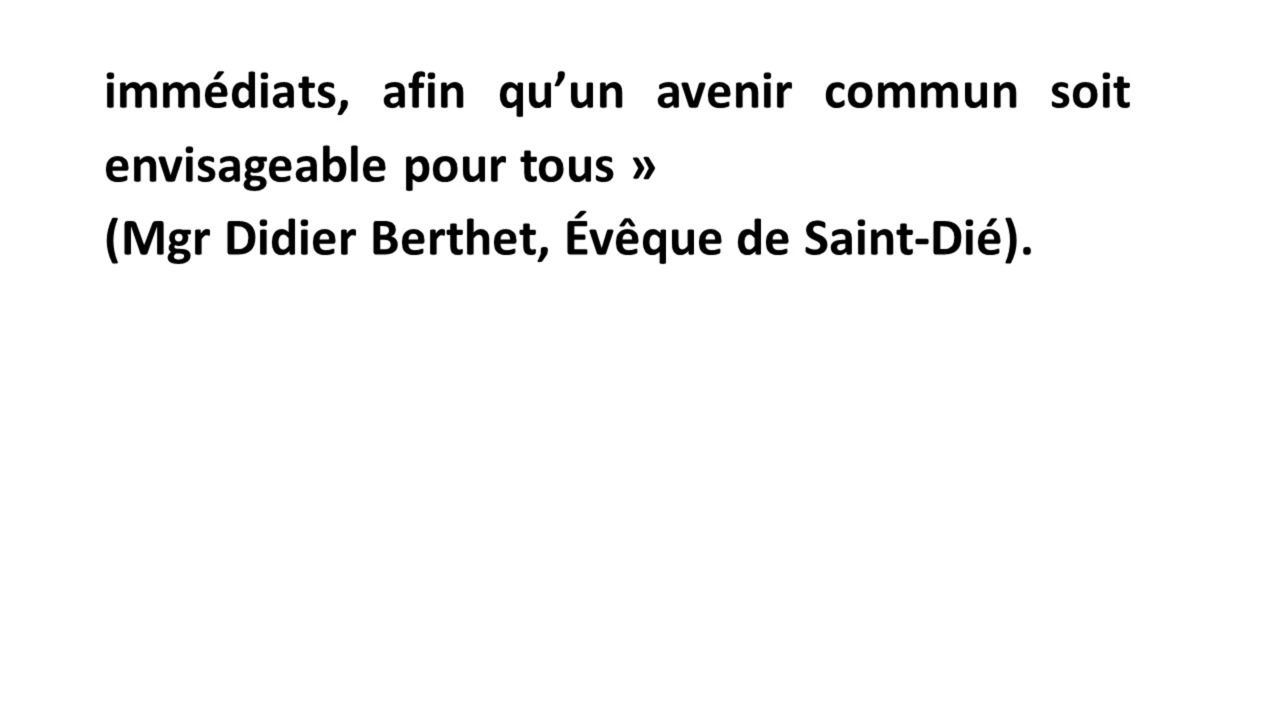 immédiats, afin qu’un avenir commun soit
envisageable pour tous »
(Mgr Didier Berthet, Évêque de Saint-Dié).